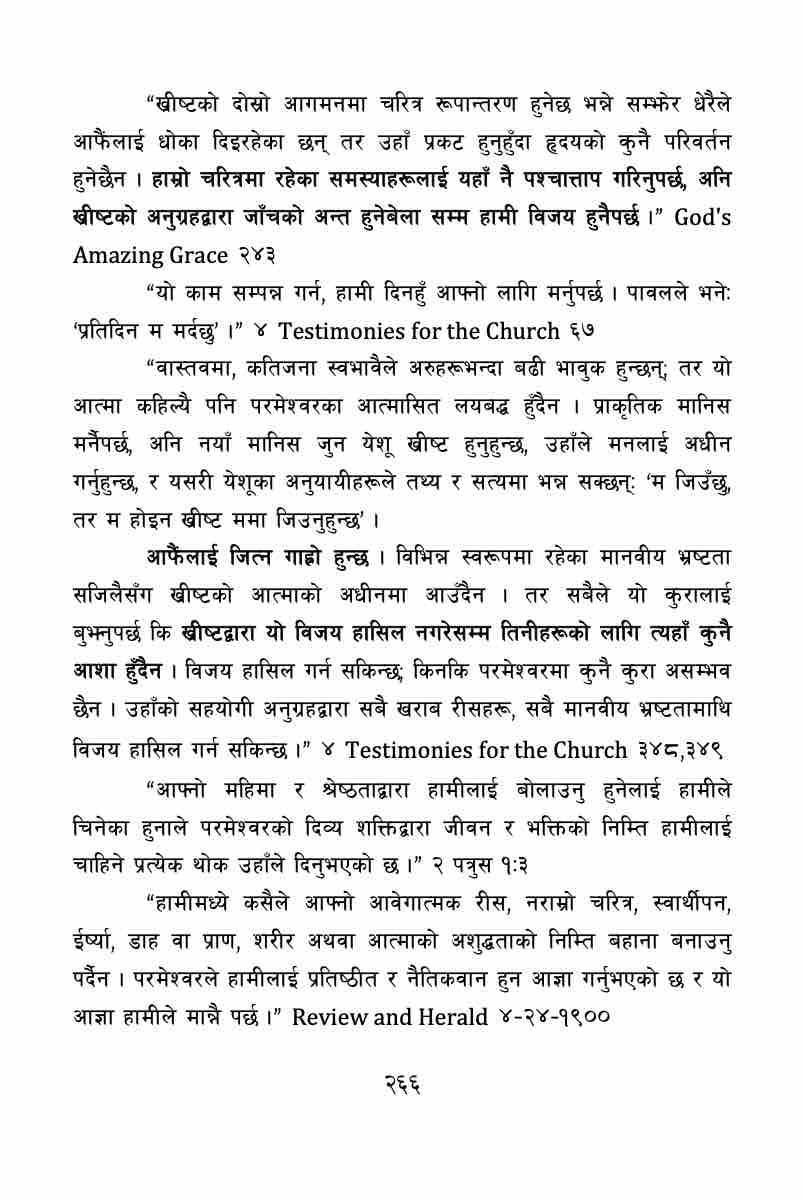 “ख्रीष्टको दोस्रो आगमनमा चरित्र रूपान्तरण हुनेछ भन्ने सम्झेर धेरैले
आफैंलाई धोका दिइरहेका छन् तर उहाँ प्रकट हुनुहुँदा हृदयको कुनै परिवर्तन
हुनेछैन । हाम्रो चरित्रमा रहेका समस्याहरूलाई यहाँ नै पश्चात्ताप गरिनुपर्छ, अनि
ख्रीष्टको अनुग्रहद्वारा जाँचको अन्त हुनेबेला सम्म हामी विजय हुनैपर्छ ।” God's
Amazing Grace २४३
“यो काम सम्पन्न गर्न, हामी दिनहुँ आफ्नो लागि मर्नुपर्छ । पावलले भनेः
‘प्रतिदिन म मर्दछु’ ।” ४ Testimonies for the Church ६७
“वास्तवमा, कतिजना स्वभावैले अरुहरूभन्दा बढी भावुक हुन्छन्; तर यो
आत्मा कहिल्यै पनि परमेश्वरका आत्मासित लयबद्ध हुँदैन । प्राकृतिक मानिस
मर्नैपर्छ, अनि नयाँ मानिस जुन येशू ख्रीष्ट हुनुहुन्छ, उहाँले मनलाई अधीन
गर्नुहुन्छ, र यसरी येशूका अनुयायीहरूले तथ्य र सत्यमा भन्न सक्छन्ः ‘म जिउँछु,
तर म होइन ख्रीष्ट ममा जिउनुहुन्छ’ ।
आफैंलाई जित्न गाह्रो हुन्छ । विभिन्न स्वरूपमा रहेका मानवीय भ्रष्टता
सजिलैसँग ख्रीष्टको आत्माको अधीनमा आउँदैन । तर सबैले यो कुरालाई
बुझ्नुपर्छ कि ख्रीष्टद्वारा यो विजय हासिल नगरेसम्म तिनीहरूको लागि त्यहाँ कुनै
आशा हुँदैन । विजय हासिल गर्न सकिन्छ; किनकि परमेश्वरमा कुनै कुरा असम्भव
छैन । उहाँको सहयोगी अनुग्रहद्वारा सबै खराब रीसहरू, सबै मानवीय भ्रष्टतामाथि
विजय हासिल गर्न सकिन्छ ।” ४ Testimonies for the Church ३४८,३४९
“आफ्नो महिमा र श्रेष्ठताद्वारा हामीलाई बोलाउनु हुनेलाई हामीले
चिनेका हुनाले परमेश्वरको दिव्य शक्तिद्वारा जीवन र भक्तिको निम्ति हामीलाई
चाहिने प्रत्येक थोक उहाँले दिनुभएको छ ।” २ पत्रुस १ः३
“हामीमध्ये कसैले आफ्नो आवेगात्मक रीस, नराम्रो चरित्र, स्वार्थीपन,
ईर्ष्या, डाह वा प्राण, शरीर अथवा आत्माको अशुद्धताको निम्ति बहाना बनाउनु
पर्दैन । परमेश्वरले हामीलाई प्रतिष्ठीत र नैतिकवान हुन आज्ञा गर्नुभएको छ र यो
आज्ञा हामीले मान्नै पर्छ ।” Review and Herald ४-२४-१९००
२६६